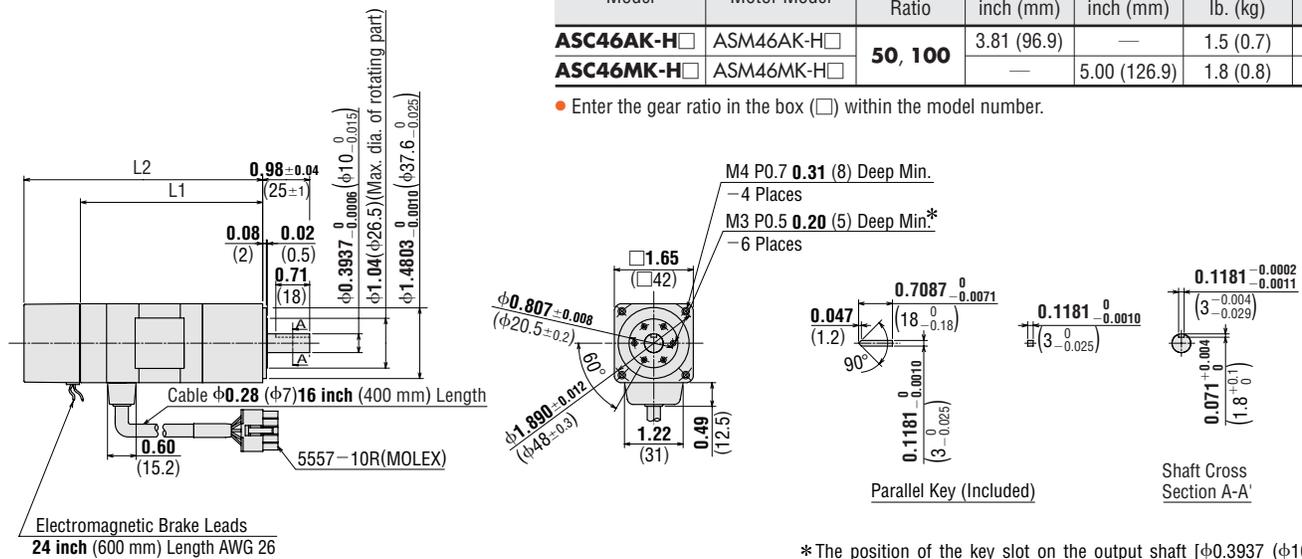 Model Motor Model Ratio inch (mm) inch (mm) lb. (kg)
ASC46AK-H□ ASM46AK-H□ 50, 100 3.81 (96.9) — 1.5 (0.7)
ASC46MK-H□ ASM46MK-H□ — 5.00 (126.9) 1.8 (0.8)
● Enter the gear ratio in the box (□) within the model number.
L2
L1
0.98±0.04
(25±1)
0.08
(2)
0.02
(0.5)
0.71
(18)
φ0.3937 0 -0.0006 (φ10 0 -0.015)
φ1.04(φ26.5)(Max. dia. of rotating part)
φ1.4803 0 -0.0010 (φ37.6 0 -0.025)
A
A'
Cable φ0.28 (φ7)16 inch (400 mm) Length
0.60
(15.2)
5557−10R(MOLEX)
Electromagnetic Brake Leads
24 inch (600 mm) Length AWG 26
M4 P0.7 0.31 (8) Deep Min.
−4 Places
M3 P0.5 0.20 (5) Deep Min.*
−6 Places
□1.65
(□42)
φ0.807±0.008
(φ20.5±0.2)
60°
φ1.890±0.012
(φ48±0.3)
1.22
(31)
0.49
(12.5)
0.7087 0 -0.0071
(18 0 -0.18)
0.047
(1.2)
90°
0.1181 0 -0.0010
(3 0 -0.025)
0.1181 0 -0.0010
(3 0 -0.025)
Parallel Key (Included)
0.1181 -0.0002 -0.0011
(3 -0.004 -0.029)
0.071 +0.004 0
(1.8 +0.1 0)
Shaft Cross
Section A-A'
* The position of the key slot on the output shaft [φ0.3937 (φ1